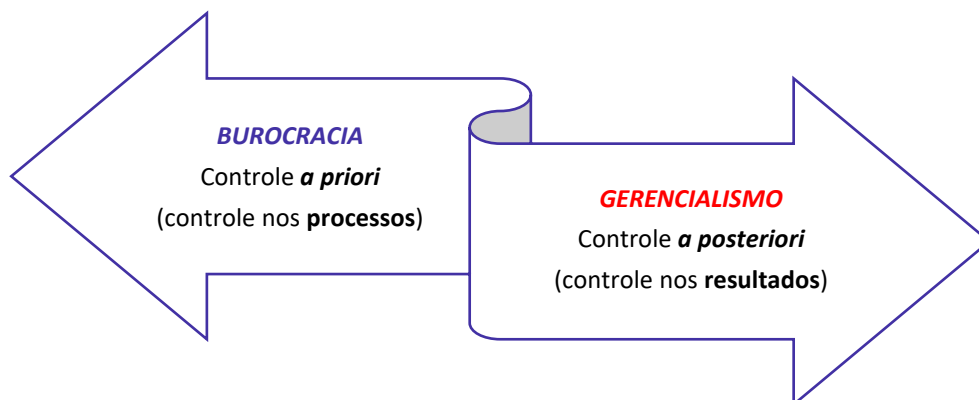 BUROCRACIA
Controle a priori
(controle nos processos)
GERENCIALISMO
Controle a posteriori
(controle nos resultados)